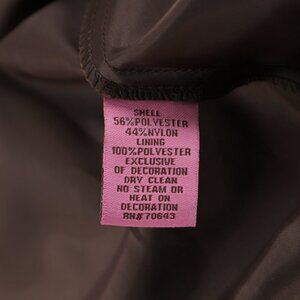 SHELL
56%POLYESTER
44%NYLON
LINING
100%POLYESTER
EXCLUSIVE
OF DECORATION
DRY CLEAN
NO STEAM OR
HEAT ON
DECORATION
RN# 70643